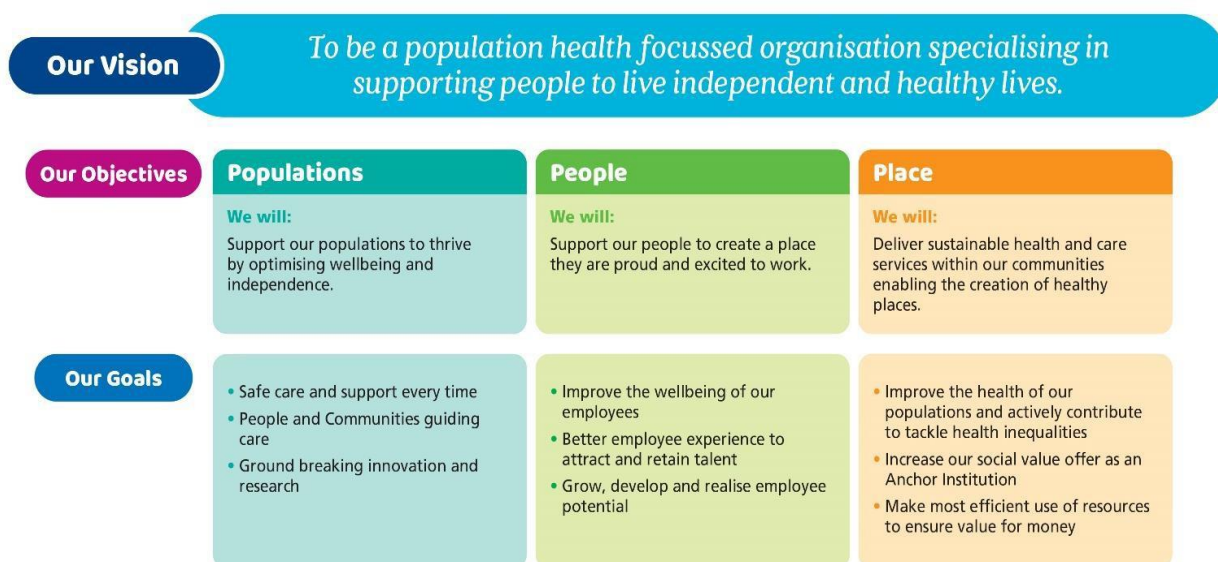 Our Vision
To be a population health focussed organisation specialising in
supporting people to live independent and healthy lives.
Our Objectives
Populations
We will:
Support our populations to thrive
by optimising wellbeing and
independence.
People
We will:
Support our people to create a place
they are proud and excited to work.
Place
We will:
Deliver sustainable health and care
services within our communities
enabling the creation of healthy
places.
Our Goals
• Safe care and support every time
• People and Communities guiding
care
• Ground breaking innovation and
research
• Improve the wellbeing of our
employees
• Better employee experience to
attract and retain talent
• Grow, develop and realise employee
potential
• Improve the health of our
populations and actively contribute
to tackle health inequalities
• Increase our social value offer as an
Anchor Institution
• Make most efficient use of resources
to ensure value for money